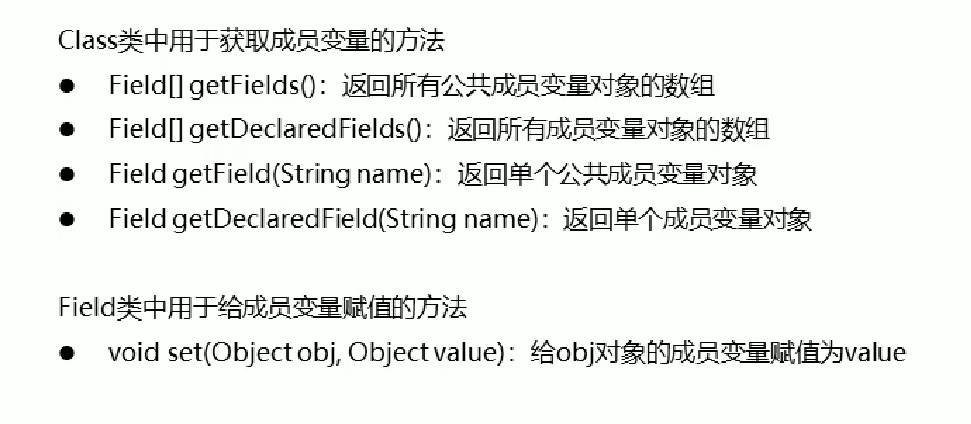 Class类中用于获取成员变量的方法
● Field[] getFields()：返回所有公共成员变量对象的数组
● Field[] getDeclaredFields()：返回所有成员变量对象的数组
● Field getField(String name)：返回单个公共成员变量对象
● Field getDeclaredField(String name)：返回单个成员变量对象
Field类中用于给成员变量赋值的方法
● void set(Object obj, Object value)：给obj对象的成员变量赋值为value